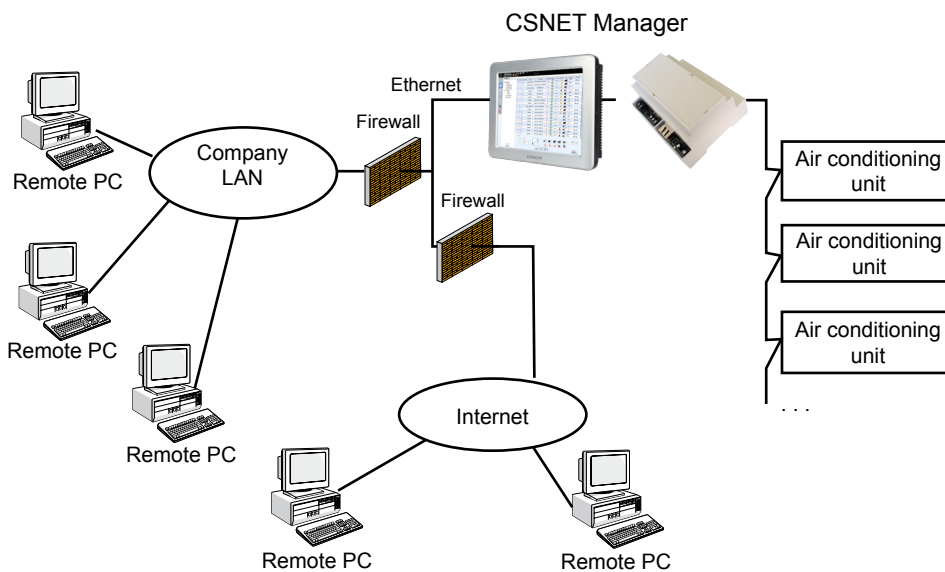 CSNET Manager
Ethernet
Firewall
Company
LAN
Remote PC
Air conditioning
unit
Firewall
Air conditioning
unit
Remote PC
Air conditioning
unit
. . .
Internet
Remote PC
Remote PC
Remote PC